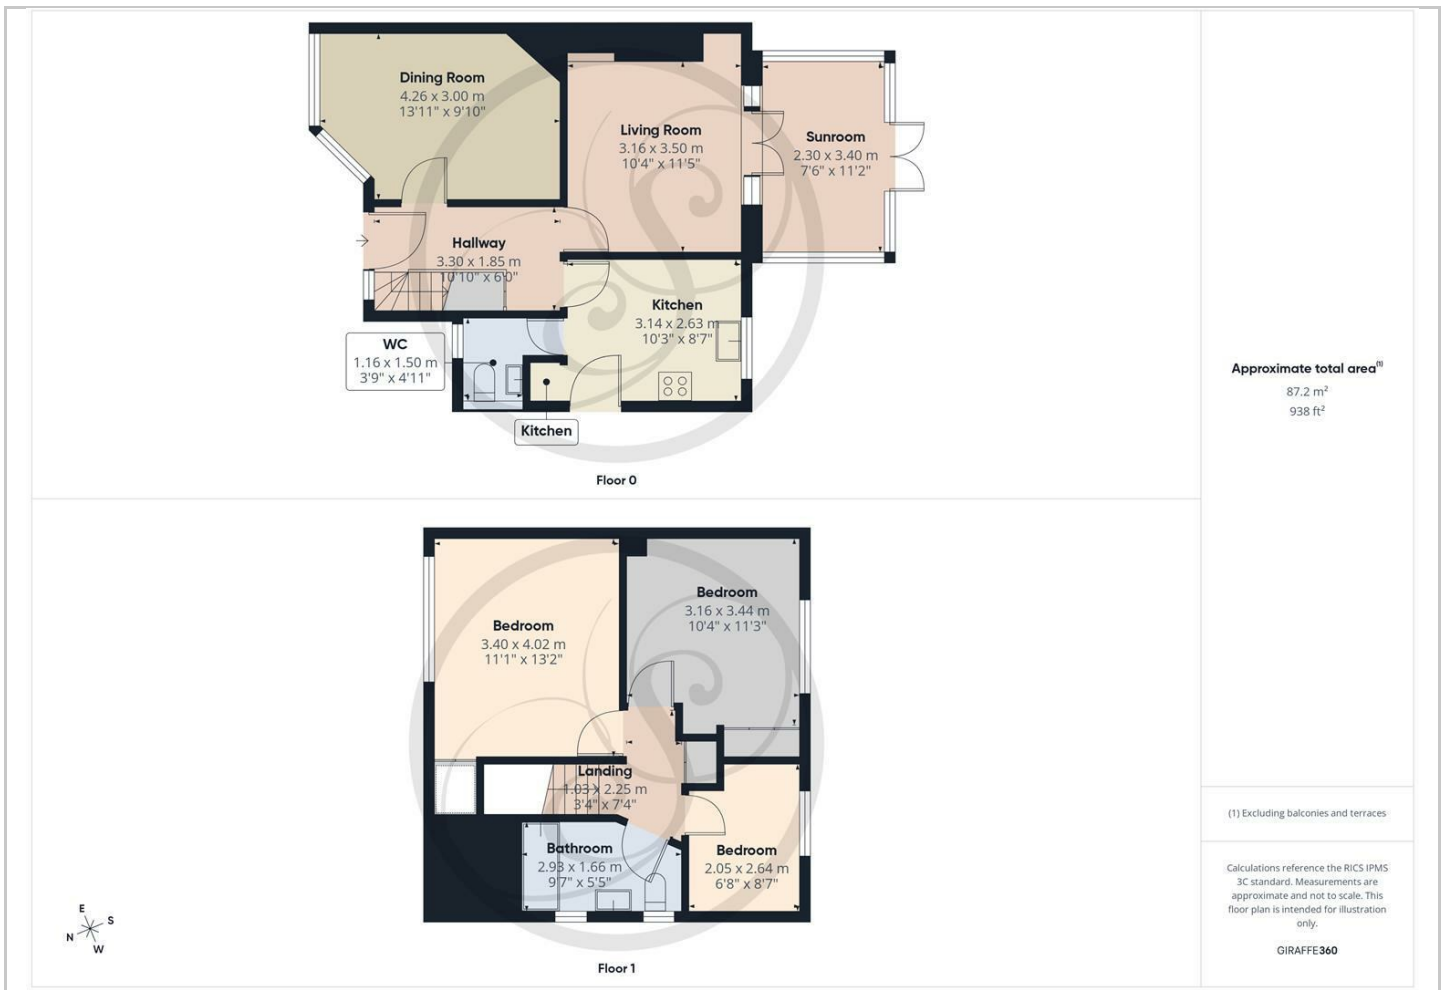 Dining Room
4.26 x 3.00 m
13'11" x 9'10"
Living Room
3.16 x 3.50 m
10'4" x 11'5"
Sunroom
2.30 x 3.40 m
7'6" x 11'2"
Hallway
3.30 x 1.85 m
10'10" x 6'0"
Kitchen
3.14 x 2.63 m
10'3" x 8'7"
WC
1.16 x 1.50 m
3'9" x 4'11"
Kitchen
Floor 0
Bedroom
3.40 x 4.02 m
11'1" x 13'2"
Bedroom
3.16 x 3.44 m
10'4" x 11'3"
Landing
1.03 x 2.25 m
3'4" x 7'4"
Bathroom
2.93 x 1.66 m
9'7" x 5'5"
Bedroom
2.05 x 2.64 m
6'8" x 8'7"
Floor 1
E
S
N
W
Approximate total area(1)
87.2 m²
938 ft²
(1) Excluding balconies and terraces
Calculations reference the RICS IPMS
3C standard. Measurements are
approximate and not to scale. This
floor plan is intended for illustration
only.
GIRAFFE360